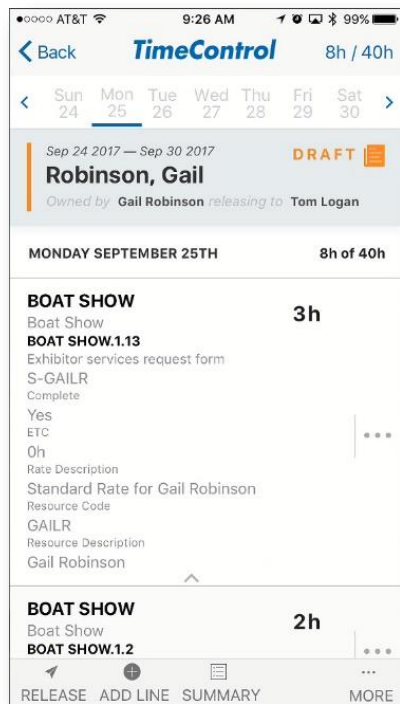 AT&T 9:26 AM 99%
Back TimeControl 8h / 40h
Sun Mon Tue Wed Thu Fri Sat
24 25 26 27 28 29 30
Sep 24 2017 — Sep 30 2017
DRAFT
Robinson, Gail
Owned by Gail Robinson releasing to Tom Logan
MONDAY SEPTEMBER 25TH 8h of 40h
BOAT SHOW 3h
Boat Show
BOAT SHOW.1.13
Exhibitor services request form
S-GAILR
Complete
Yes
ETC
0h
Rate Description
Standard Rate for Gail Robinson
Resource Code
GAILR
Resource Description
Gail Robinson
BOAT SHOW 2h
Boat Show
BOAT SHOW.1.2
RELEASE ADD LINE SUMMARY MORE